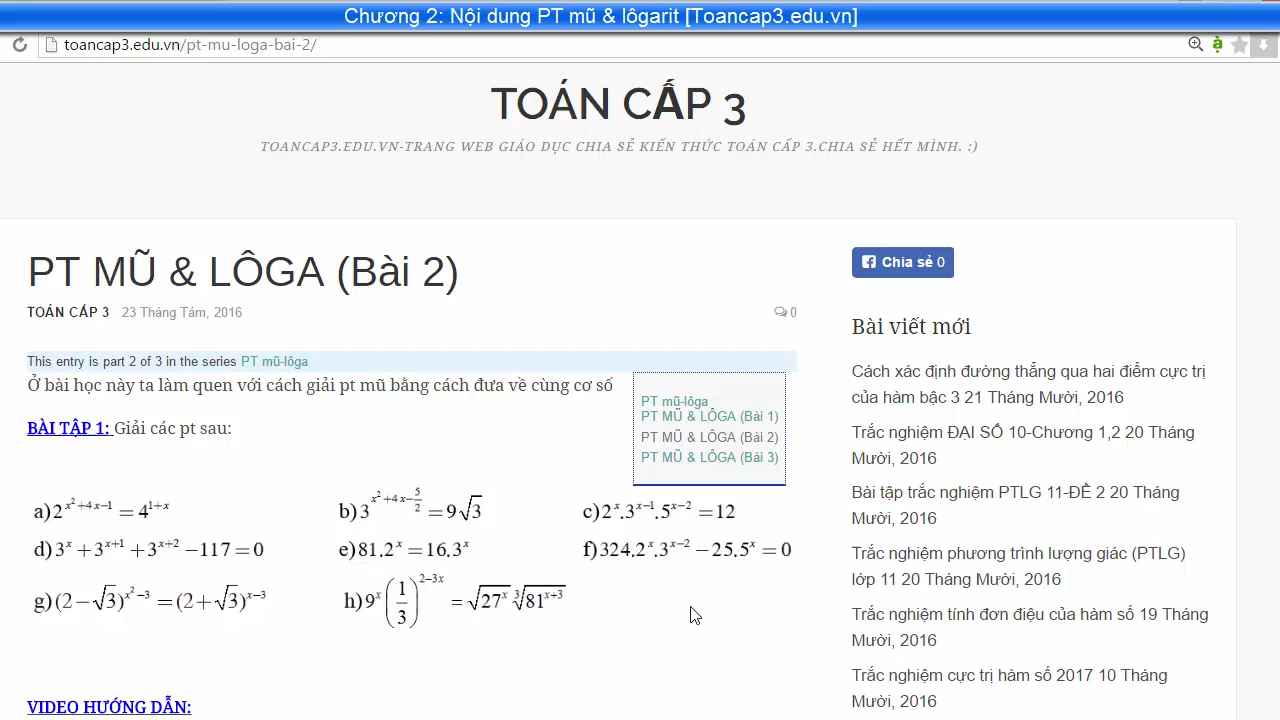 Chương 2: Nội dung PT mũ & lôgarit [Toancap3.edu.vn]
toancap3.edu.vn/pt-mu-loga-bai-2/
TOÁN CẤP 3
TOANCAP3.EDU.VN-TRANG WEB GIÁO DỤC CHIA SẺ KIẾN THỨC TOÁN CẤP 3.CHIA SẺ HẾT MÌNH. :)
PT MŨ & LÔGA (Bài 2)
TOÁN CẤP 3 23 Tháng Tám, 2016 0
This entry is part 2 of 3 in the series PT mũ-lôga
Ở bài học này ta làm quen với cách giải pt mũ bằng cách đưa về cùng cơ số
PT mũ-lôga
PT MŨ & LÔGA (Bài 1)
PT MŨ & LÔGA (Bài 2)
PT MŨ & LÔGA (Bài 3)
BÀI TẬP 1: Giải các pt sau:
a) 2^{x^2+4x-1} = 4^{1+x}
b) 3^{x^2+4x-\frac{5}{2}} = 9√3
c) 2^x.3^{x-1}.5^{x-2} = 12
d) 3^x + 3^{x+1} + 3^{x+2} − 117 = 0
e) 81.2^x = 16.3^x
f) 324.2^x.3^{x-2} − 25.5^x = 0
g) (2−√3)^{x^2-3} = (2+√3)^{x-3}
h) 9^x (1/3)^{2-3x} = √(27^x) ∛(81^{x+3})
VIDEO HƯỚNG DẪN:
Chia sẻ 0
Bài viết mới
Cách xác định đường thẳng qua hai điểm cực trị
của hàm bậc 3 21 Tháng Mười, 2016
Trắc nghiệm ĐẠI SỐ 10-Chương 1,2 20 Tháng
Mười, 2016
Bài tập trắc nghiệm PTLG 11-ĐỀ 2 20 Tháng
Mười, 2016
Trắc nghiệm phương trình lượng giác (PTLG)
lớp 11 20 Tháng Mười, 2016
Trắc nghiệm tính đơn điệu của hàm số 19 Tháng
Mười, 2016
Trắc nghiệm cực trị hàm số 2017 10 Tháng
Mười, 2016